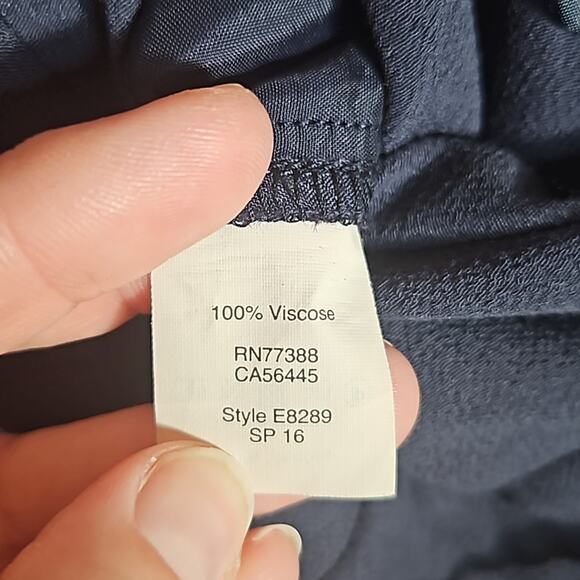 100% Viscose
RN77388
CA56445
Style E8289
SP 16